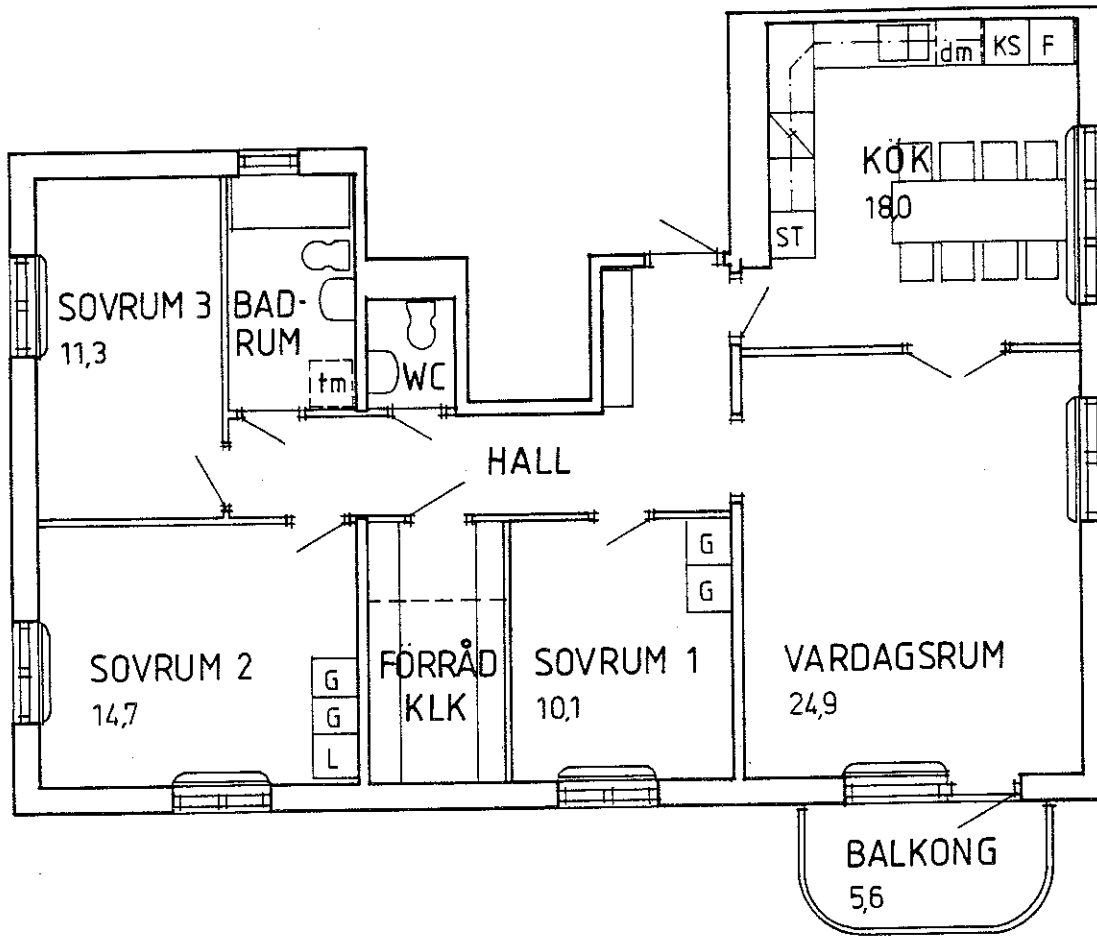 dm KS F
KÖK
18,0
ST
SOVRUM 3
11,3
BAD-
RUM
tm
WC
HALL
G
G
SOVRUM 2
14,7
G
G
L
FÖRRÅD
KLK
SOVRUM 1
10,1
VARDAGSRUM
24,9
BALKONG
5,6